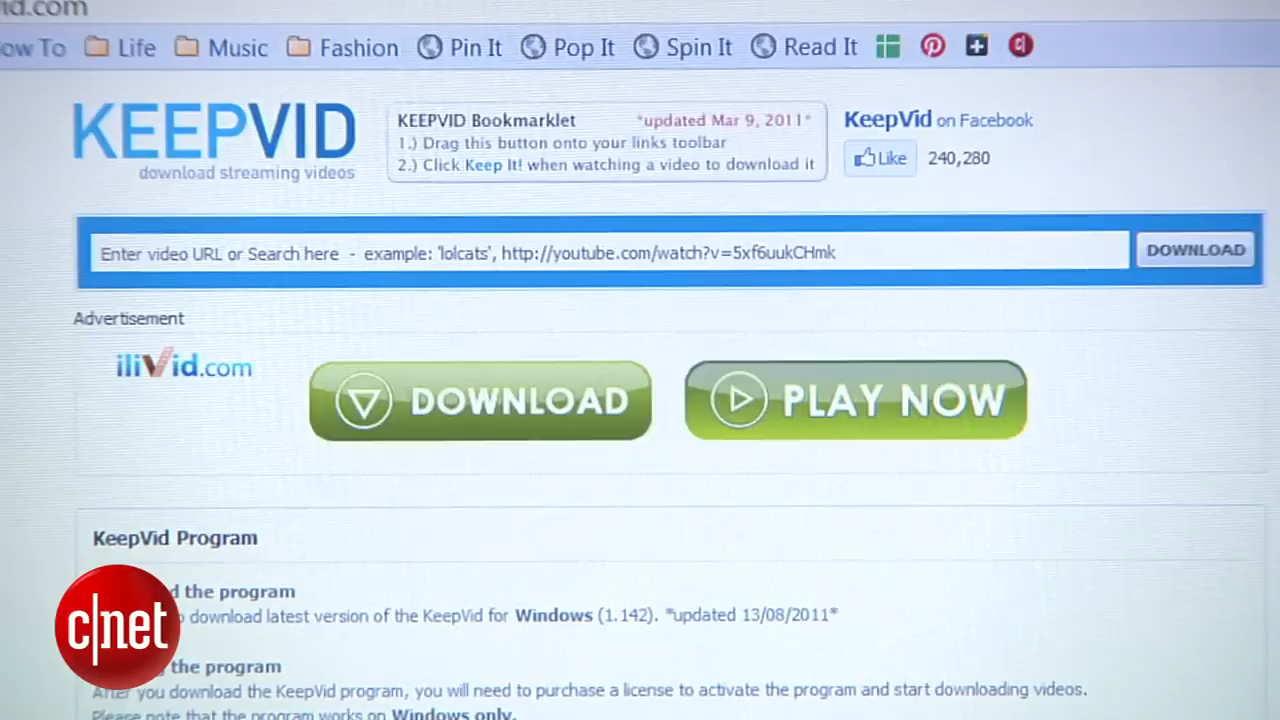 id.com
ow To Life Music Fashion Pin It Pop It Spin It Read It
KEEPVID
download streaming videos
KEEPVID Bookmarklet *updated Mar 9, 2011*
1.) Drag this button onto your links toolbar
2.) Click Keep It! when watching a video to download it
KeepVid on Facebook
Like 240,280
Enter video URL or Search here - example: 'lolcats', http://youtube.com/watch?v=5xf6uukCHmk DOWNLOAD
Advertisement
iliVid.com
DOWNLOAD
PLAY NOW
KeepVid Program
d the program
o download latest version of the KeepVid for Windows (1.142). *updated 13/08/2011*
the program
After you download the KeepVid program, you will need to purchase a license to activate the program and start downloading videos.
Please note that the program works on Windows only.
c|net